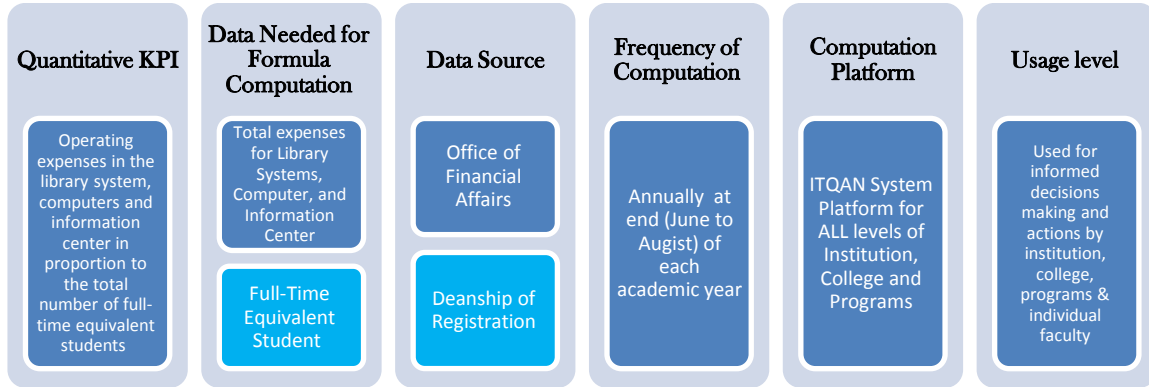 Quantitative KPI
Operating
expenses in the
library system,
computers and
information
center in
proportion to
the total
number of full-
time equivalent
students
Data Needed for
Formula
Computation
Total expenses
for Library
Systems,
Computer, and
Information
Center
Full-Time
Equivalent
Student
Data Source
Office of
Financial
Affairs
Deanship of
Registration
Frequency of
Computation
Annually at
end (June to
Augist) of
each
academic year
Computation
Platform
ITQAN System
Platform for
ALL levels of
Institution,
College and
Programs
Usage level
Used for
informed
decisions
making and
actions by
institution,
college,
programs &
individual
faculty